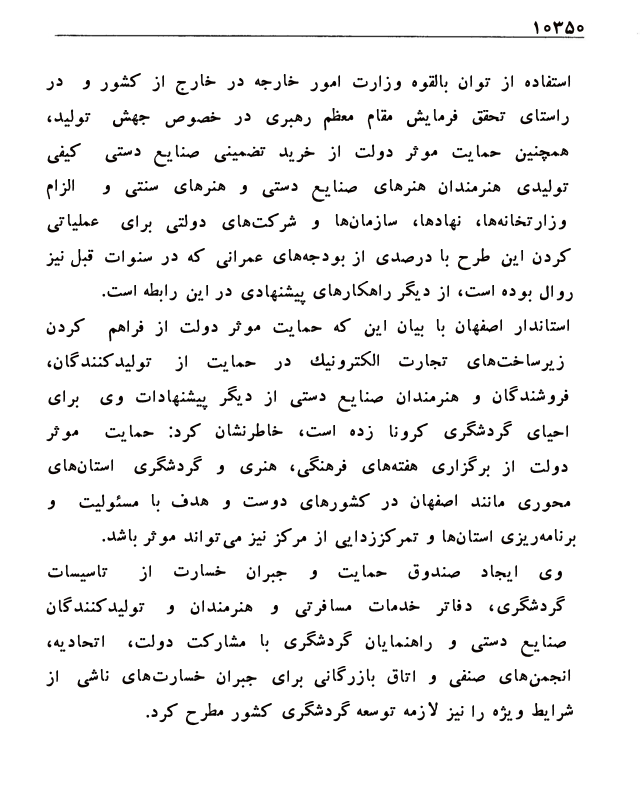 ۱۰۳۵۰
استفاده از توان بالقوه وزارت امور خارجه در خارج از کشور و در
راستای تحقق فرمایش مقام معظم رهبری در خصوص جهش تولید،
همچنین حمایت موثر دولت از خرید تضمینی صنایع دستی کیفی
تولیدی هنرمندان هنرهای صنایع دستی و هنرهای سنتی و الزام
وزارتخانه‌ها، نهادها، سازمان‌ها و شرکت‌های دولتی برای عملیاتی
کردن این طرح با درصدی از بودجه‌های عمرانی که در سنوات قبل نیز
روال بوده است، از دیگر راهکارهای پیشنهادی در این رابطه است.
استاندار اصفهان با بیان این که حمایت موثر دولت از فراهم کردن
زیرساخت‌های تجارت الکترونیک در حمایت از تولیدکنندگان،
فروشندگان و هنرمندان صنایع دستی از دیگر پیشنهادات وی برای
احیای گردشگری کرونا زده است، خاطرنشان کرد: حمایت موثر
دولت از برگزاری هفته‌های فرهنگی، هنری و گردشگری استان‌های
محوری مانند اصفهان در کشورهای دوست و هدف با مسئولیت و
برنامه‌ریزی استان‌ها و تمرکززدایی از مرکز نیز می‌تواند موثر باشد.
وی ایجاد صندوق حمایت و جبران خسارت از تاسیسات
گردشگری، دفاتر خدمات مسافرتی و هنرمندان و تولیدکنندگان
صنایع دستی و راهنمایان گردشگری با مشارکت دولت، اتحادیه،
انجمن‌های صنفی و اتاق بازرگانی برای جبران خسارت‌های ناشی از
شرایط ویژه را نیز لازمه توسعه گردشگری کشور مطرح کرد.